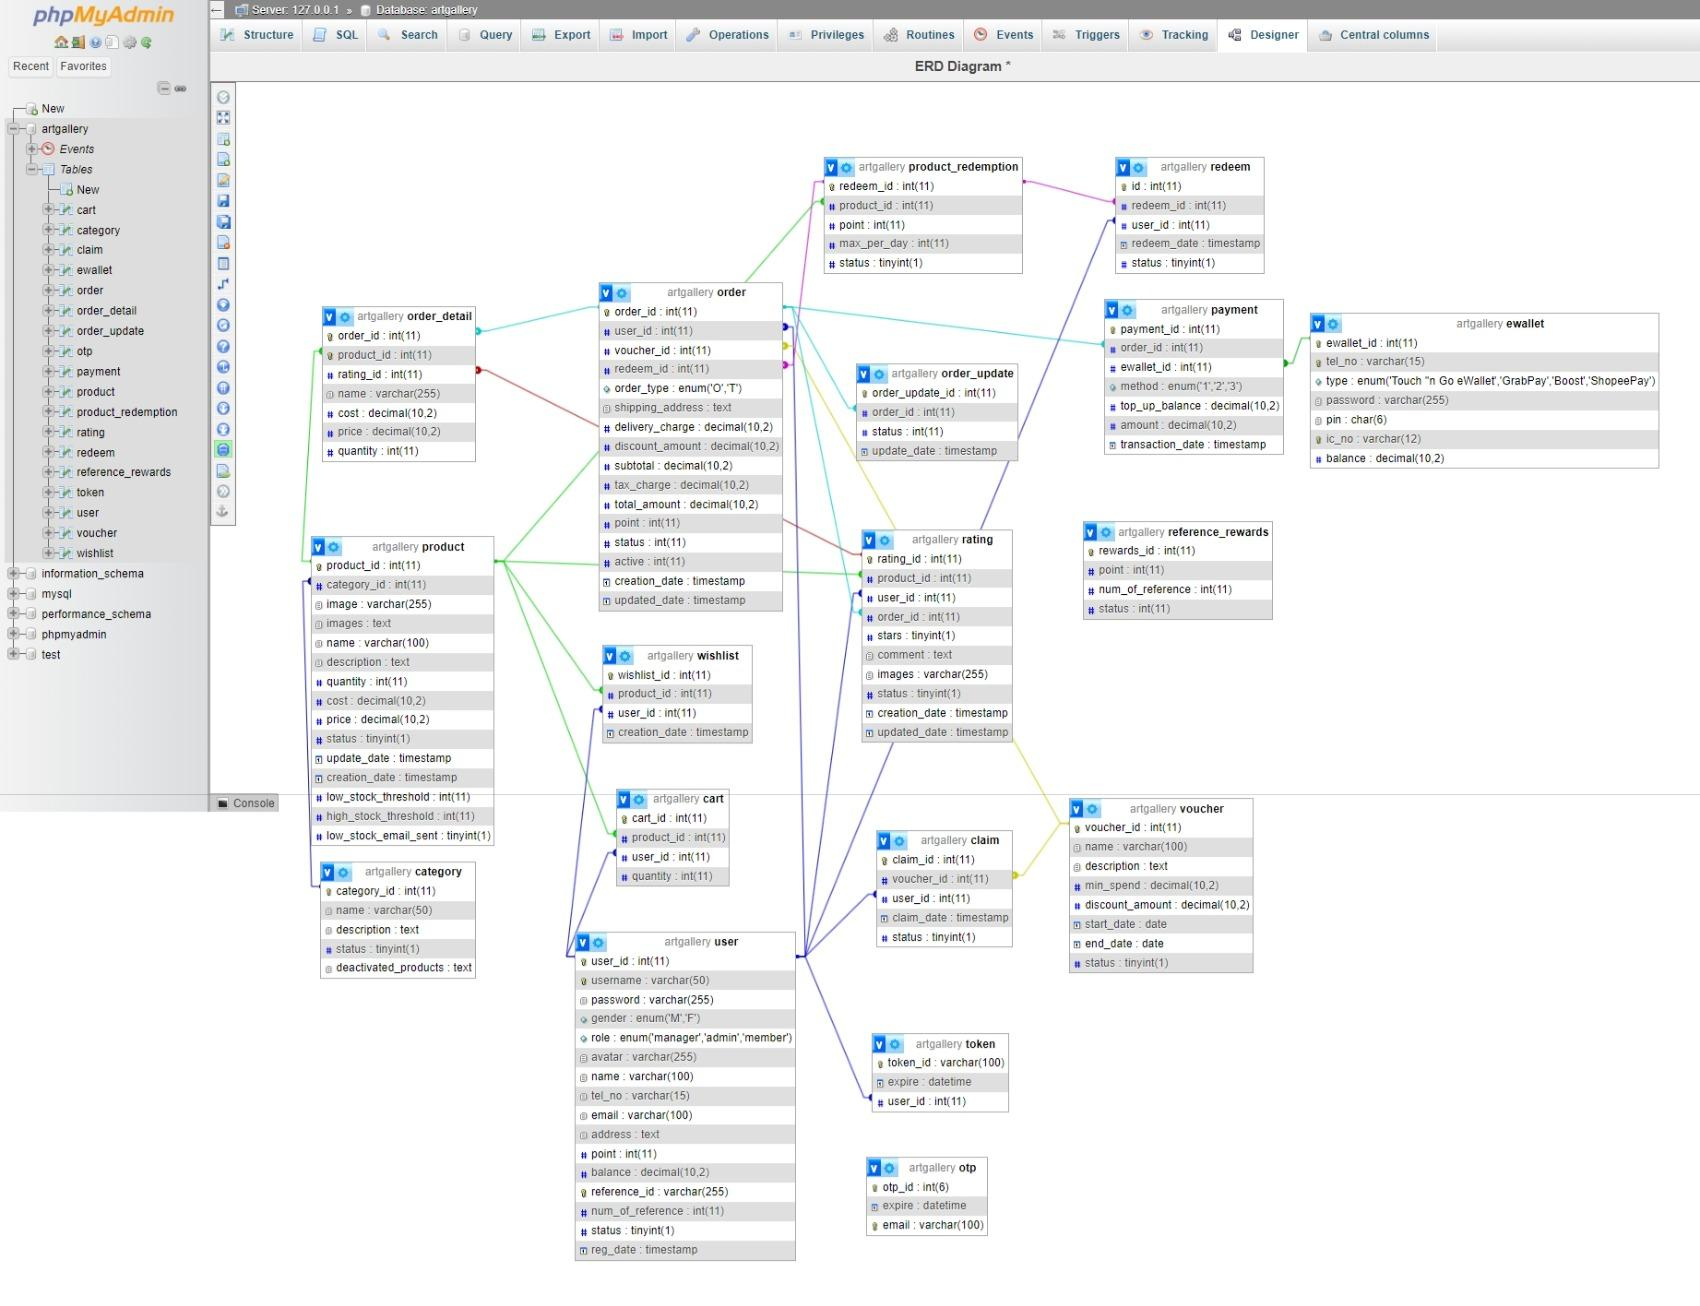 phpMyAdmin
Recent
Favorites
New
artgallery
Events
Tables
New
cart
category
claim
ewallet
order
order_detail
order_update
otp
payment
product
product_redemption
rating
redeem
reference_rewards
token
user
voucher
wishlist
information_schema
mysql
performance_schema
phpmyadmin
test
Server: 127.0.0.1 » Database: artgallery
Structure
SQL
Search
Query
Export
Import
Operations
Privileges
Routines
Events
Triggers
Tracking
Designer
Central columns
ERD Diagram *
artgallery product_redemption
redeem_id : int(11)
product_id : int(11)
point : int(11)
max_per_day : int(11)
status : tinyint(1)
artgallery redeem
id : int(11)
redeem_id : int(11)
user_id : int(11)
redeem_date : timestamp
status : tinyint(1)
artgallery order_detail
order_id : int(11)
product_id : int(11)
rating_id : int(11)
name : varchar(255)
cost : decimal(10,2)
price : decimal(10,2)
quantity : int(11)
artgallery order
order_id : int(11)
user_id : int(11)
voucher_id : int(11)
redeem_id : int(11)
order_type : enum('O','T')
shipping_address : text
delivery_charge : decimal(10,2)
discount_amount : decimal(10,2)
subtotal : decimal(10,2)
tax_charge : decimal(10,2)
total_amount : decimal(10,2)
point : int(11)
status : int(11)
active : int(11)
creation_date : timestamp
updated_date : timestamp
artgallery order_update
order_update_id : int(11)
order_id : int(11)
status : int(11)
update_date : timestamp
artgallery payment
payment_id : int(11)
order_id : int(11)
ewallet_id : int(11)
method : enum('1','2','3')
top_up_balance : decimal(10,2)
amount : decimal(10,2)
transaction_date : timestamp
artgallery ewallet
ewallet_id : int(11)
tel_no : varchar(15)
type : enum('Touch ''n Go eWallet','GrabPay','Boost','ShopeePay')
password : varchar(255)
pin : char(6)
ic_no : varchar(12)
balance : decimal(10,2)
artgallery product
product_id : int(11)
category_id : int(11)
image : varchar(255)
images : text
name : varchar(100)
description : text
quantity : int(11)
cost : decimal(10,2)
price : decimal(10,2)
status : tinyint(1)
update_date : timestamp
creation_date : timestamp
low_stock_threshold : int(11)
high_stock_threshold : int(11)
low_stock_email_sent : tinyint(1)
artgallery rating
rating_id : int(11)
product_id : int(11)
user_id : int(11)
order_id : int(11)
stars : tinyint(1)
comment : text
images : varchar(255)
status : tinyint(1)
creation_date : timestamp
updated_date : timestamp
artgallery reference_rewards
rewards_id : int(11)
point : int(11)
num_of_reference : int(11)
status : int(11)
artgallery wishlist
wishlist_id : int(11)
product_id : int(11)
user_id : int(11)
creation_date : timestamp
Console
artgallery cart
cart_id : int(11)
product_id : int(11)
user_id : int(11)
quantity : int(11)
artgallery claim
claim_id : int(11)
voucher_id : int(11)
user_id : int(11)
claim_date : timestamp
status : tinyint(1)
artgallery voucher
voucher_id : int(11)
name : varchar(100)
description : text
min_spend : decimal(10,2)
discount_amount : decimal(10,2)
start_date : date
end_date : date
status : tinyint(1)
artgallery category
category_id : int(11)
name : varchar(50)
description : text
status : tinyint(1)
deactivated_products : text
artgallery user
user_id : int(11)
username : varchar(50)
password : varchar(255)
gender : enum('M','F')
role : enum('manager','admin','member')
avatar : varchar(255)
name : varchar(100)
tel_no : varchar(15)
email : varchar(100)
address : text
point : int(11)
balance : decimal(10,2)
reference_id : varchar(255)
num_of_reference : int(11)
status : tinyint(1)
reg_date : timestamp
artgallery token
token_id : varchar(100)
expire : datetime
user_id : int(11)
artgallery otp
otp_id : int(6)
expire : datetime
email : varchar(100)